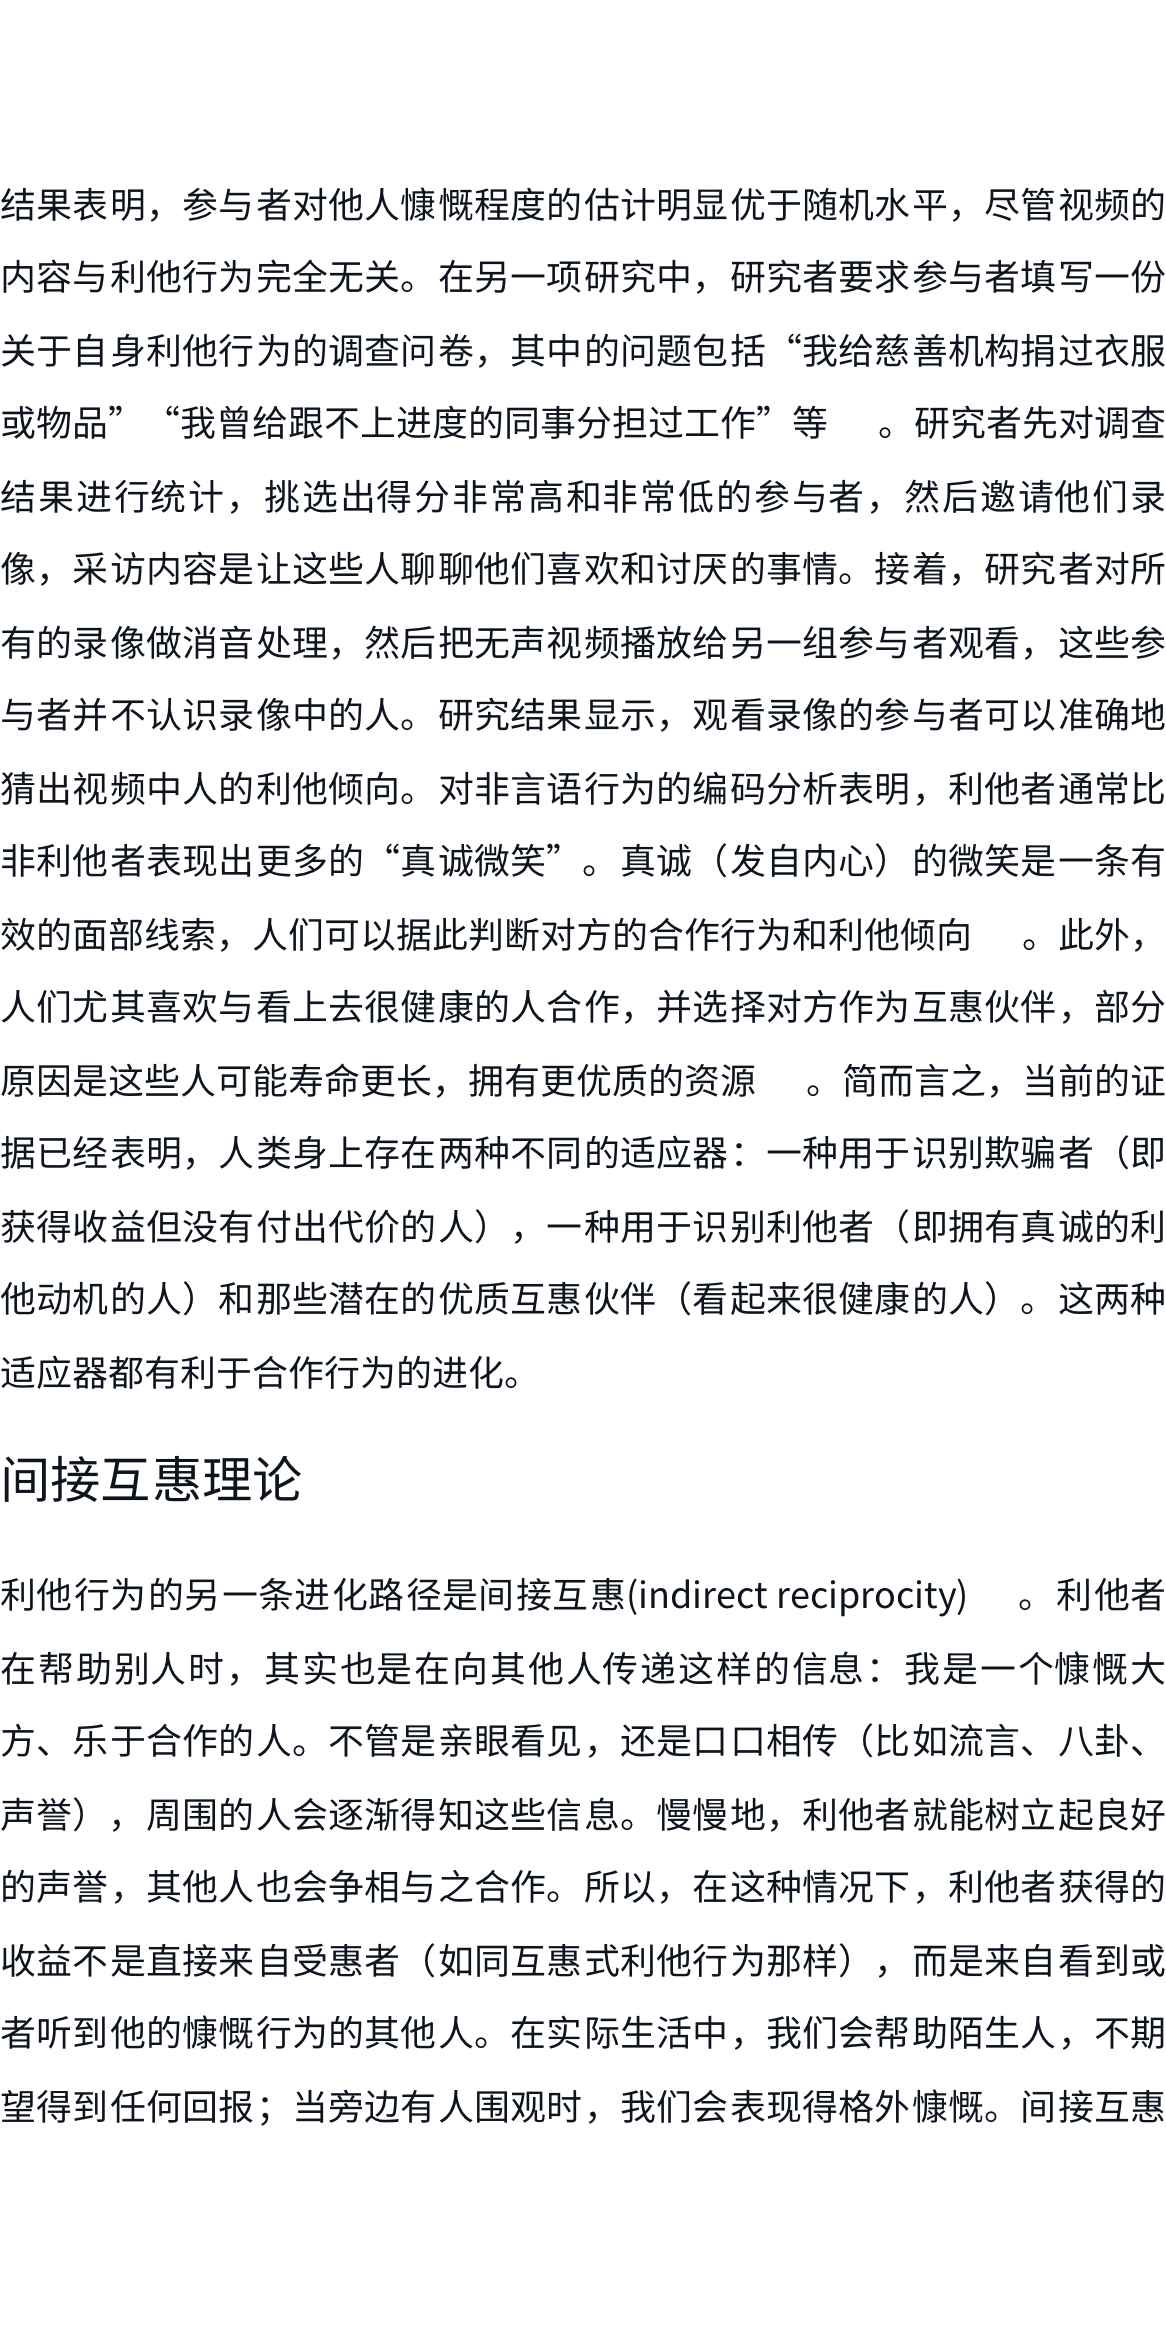 结果表明，参与者对他人慷慨程度的估计明显优于随机水平，尽管视频的
内容与利他行为完全无关。在另一项研究中，研究者要求参与者填写一份
关于自身利他行为的调查问卷，其中的问题包括“我给慈善机构捐过衣服
或物品”“我曾给跟不上进度的同事分担过工作”等　。研究者先对调查
结果进行统计，挑选出得分非常高和非常低的参与者，然后邀请他们录
像，采访内容是让这些人聊聊他们喜欢和讨厌的事情。接着，研究者对所
有的录像做消音处理，然后把无声视频播放给另一组参与者观看，这些参
与者并不认识录像中的人。研究结果显示，观看录像的参与者可以准确地
猜出视频中人的利他倾向。对非言语行为的编码分析表明，利他者通常比
非利他者表现出更多的“真诚微笑”。真诚（发自内心）的微笑是一条有
效的面部线索，人们可以据此判断对方的合作行为和利他倾向　。此外，
人们尤其喜欢与看上去很健康的人合作，并选择对方作为互惠伙伴，部分
原因是这些人可能寿命更长，拥有更优质的资源　。简而言之，当前的证
据已经表明，人类身上存在两种不同的适应器：一种用于识别欺骗者（即
获得收益但没有付出代价的人），一种用于识别利他者（即拥有真诚的利
他动机的人）和那些潜在的优质互惠伙伴（看起来很健康的人）。这两种
适应器都有利于合作行为的进化。
间接互惠理论
利他行为的另一条进化路径是间接互惠(indirect reciprocity)　。利他者
在帮助别人时，其实也是在向其他人传递这样的信息：我是一个慷慨大
方、乐于合作的人。不管是亲眼看见，还是口口相传（比如流言、八卦、
声誉），周围的人会逐渐得知这些信息。慢慢地，利他者就能树立起良好
的声誉，其他人也会争相与之合作。所以，在这种情况下，利他者获得的
收益不是直接来自受惠者（如同互惠式利他行为那样），而是来自看到或
者听到他的慷慨行为的其他人。在实际生活中，我们会帮助陌生人，不期
望得到任何回报；当旁边有人围观时，我们会表现得格外慷慨。间接互惠